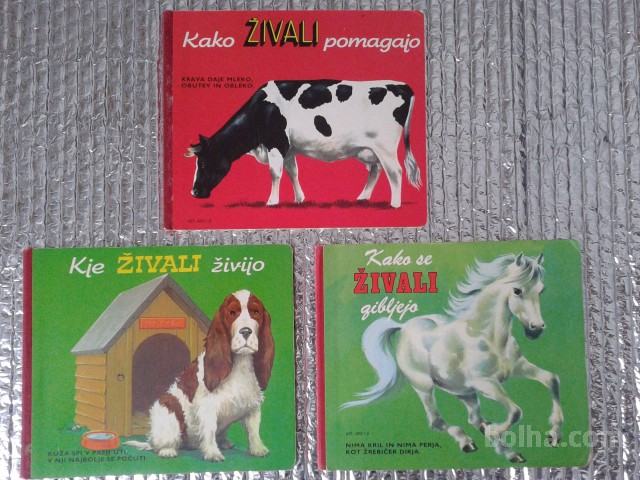 Kako ŽIVALI pomagajo
KRAVA DAJE MLEKO,
OBUTEV IN OBLEKO.
Kje ŽIVALI živijo
KUŽA SPI V PASJI UTI,
V NJI NAJBOLJE SE POČUTI.
Kako se
ŽIVALI
gibljejo
NIMA KRIL IN NIMA PERJA,
KOT ŽREBIČEK DIRJA.
bolha.com